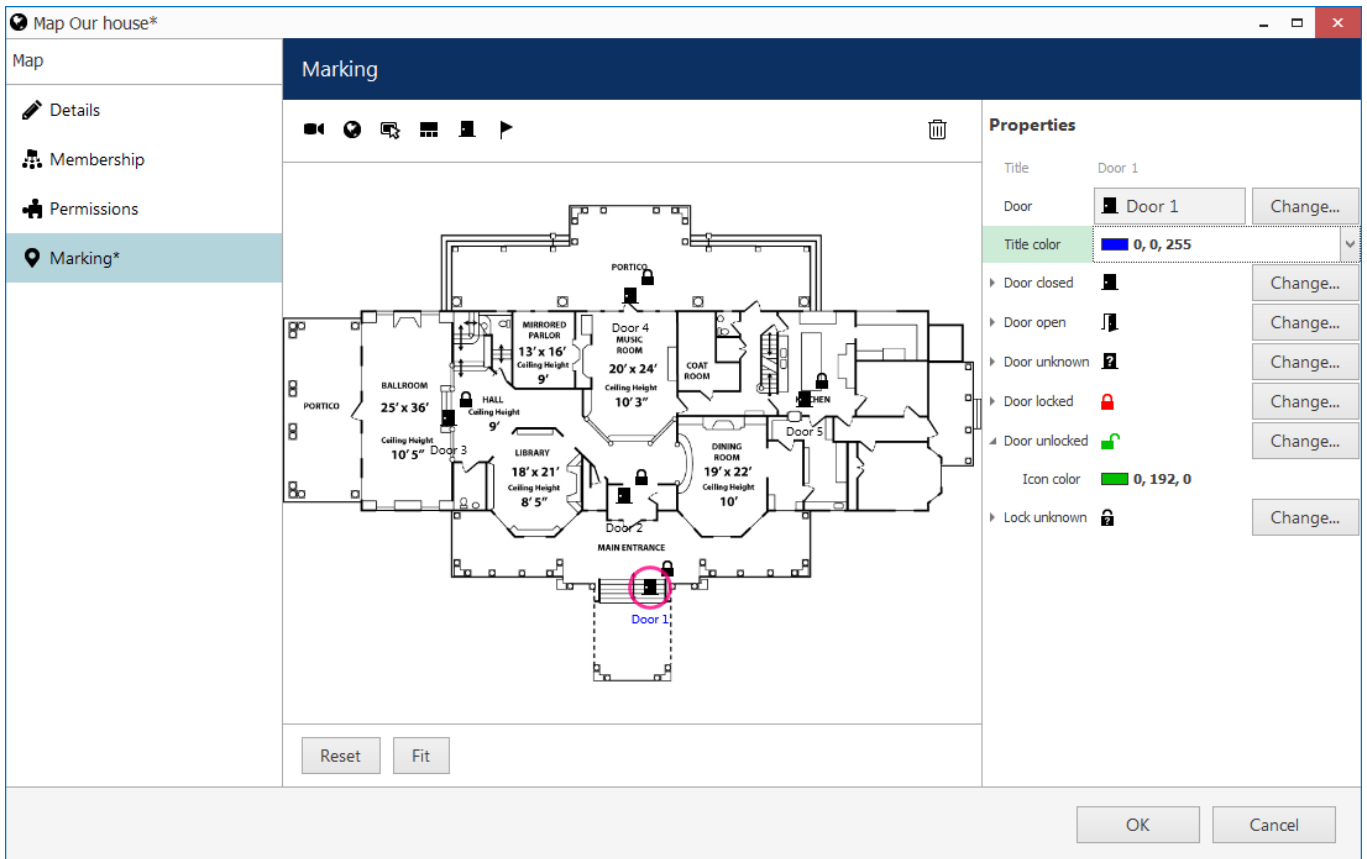 Map Our house*
Map
Marking
Details
Membership
Permissions
Marking*
PORTICO
Door 4
MUSIC
ROOM
20' x 24'
Ceiling Height
10' 3"
MIRRORED
PARLOR
13' x 16'
Ceiling Height
9'
COAT
ROOM
BALLROOM
25' x 36'
Ceiling Height
10' 5"
PORTICO
HALL
Ceiling Height
9'
Door 3
KITCHEN
Door 5
LIBRARY
18' x 21'
Ceiling Height
8' 5"
DINING
ROOM
19' x 22'
Ceiling Height
10'
Door 2
MAIN ENTRANCE
Door 1
Reset
Fit
Properties
Title Door 1
Door Door 1 Change...
Title color 0, 0, 255
Door closed Change...
Door open Change...
Door unknown Change...
Door locked Change...
Door unlocked Change...
Icon color 0, 192, 0
Lock unknown Change...
OK
Cancel